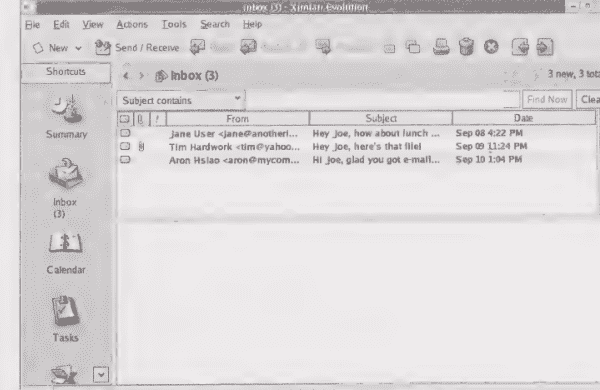 Inbox (3) - Ximian Evolution
File Edit View Actions Tools Search Help
New Send / Receive
Shortcuts
Inbox (3)
3 new, 3 tota
Subject contains
Find Now Clea
! From Subject Date
Jane User <jane@anotherl... Hey Joe, how about lunch ... Sep 08 4:22 PM
Tim Hardwork <tim@yahoo... Hey Joe, here's that file! Sep 09 11:24 PM
Aron Hsiao <aron@mycom... Hi Joe, glad you got e-mail... Sep 10 1:04 PM
Summary
Inbox
(3)
Calendar
Tasks